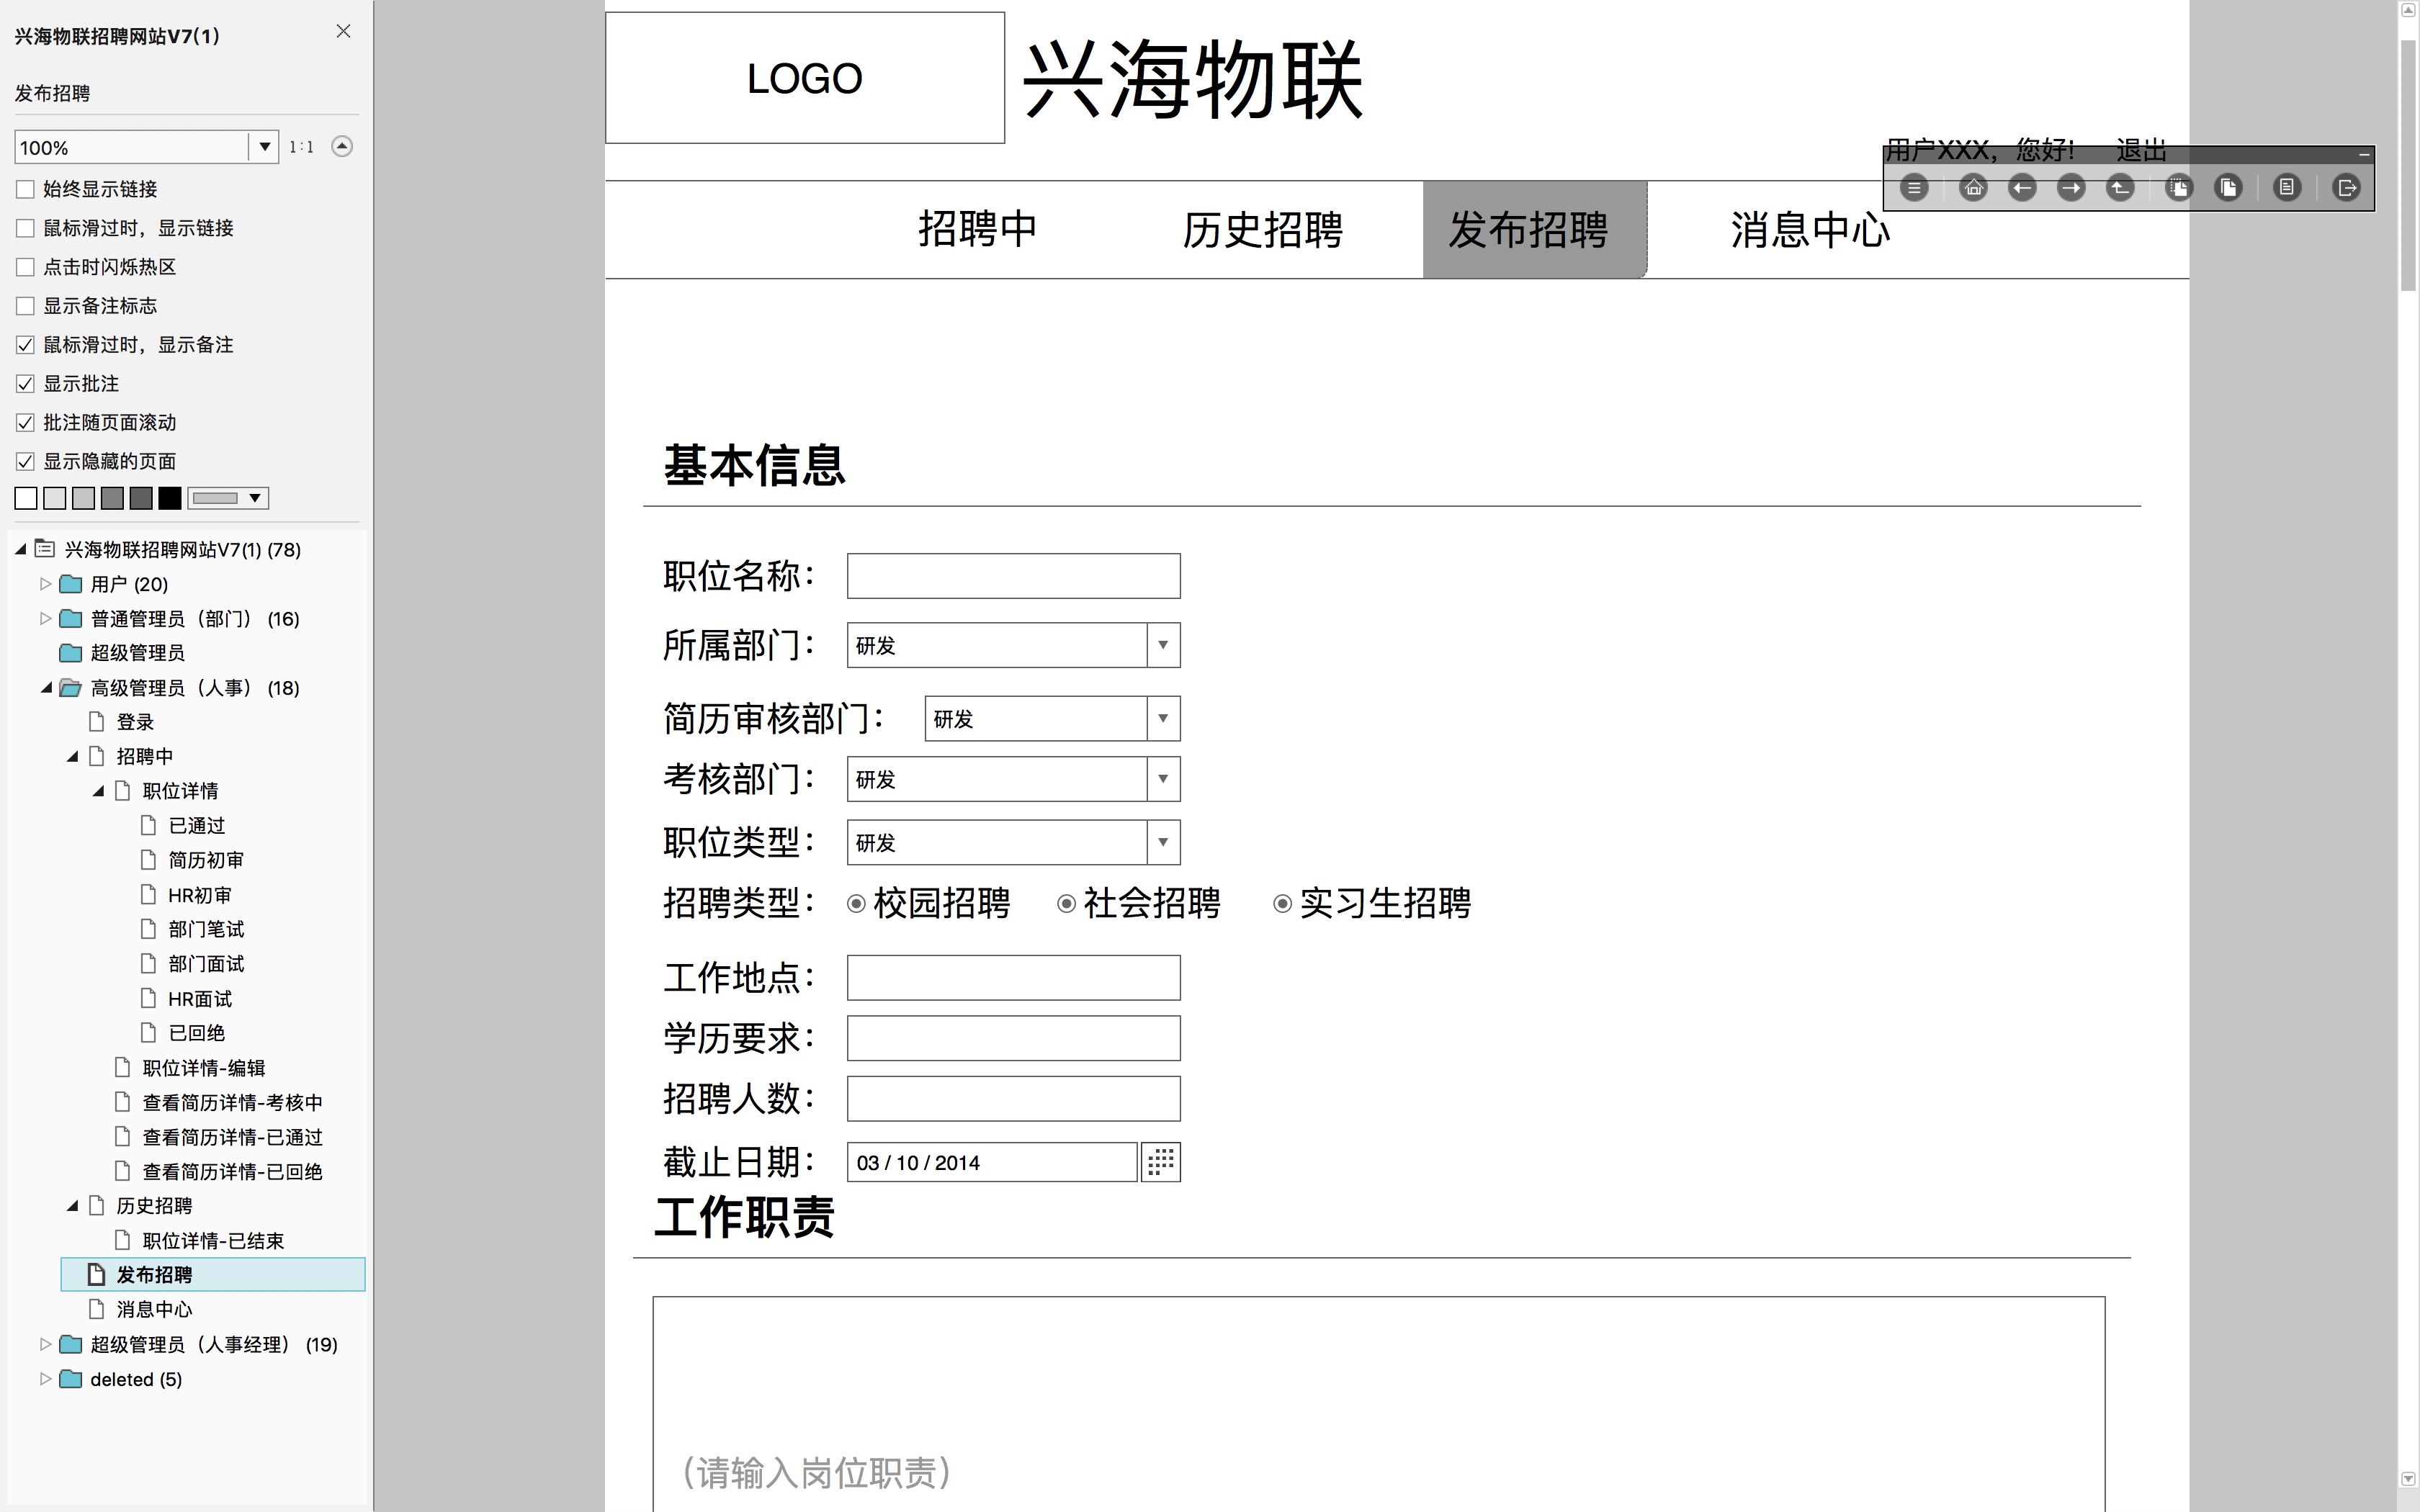 兴海物联招聘网站V7(1)
发布招聘
100%
1:1
始终显示链接
鼠标滑过时，显示链接
点击时闪烁热区
显示备注标志
鼠标滑过时，显示备注
显示批注
批注随页面滚动
显示隐藏的页面
兴海物联招聘网站V7(1) (78)
用户 (20)
普通管理员（部门） (16)
超级管理员
高级管理员（人事） (18)
登录
招聘中
职位详情
已通过
简历初审
HR初审
部门笔试
部门面试
HR面试
已回绝
职位详情-编辑
查看简历详情-考核中
查看简历详情-已通过
查看简历详情-已回绝
历史招聘
职位详情-已结束
发布招聘
消息中心
超级管理员（人事经理） (19)
deleted (5)
LOGO
兴海物联
用户XXX，您好! 退出
招聘中 历史招聘 发布招聘 消息中心
基本信息
职位名称：
所属部门： 研发
简历审核部门： 研发
考核部门： 研发
职位类型： 研发
招聘类型： 校园招聘 社会招聘 实习生招聘
工作地点：
学历要求：
招聘人数：
截止日期： 03 / 10 / 2014
工作职责
（请输入岗位职责）